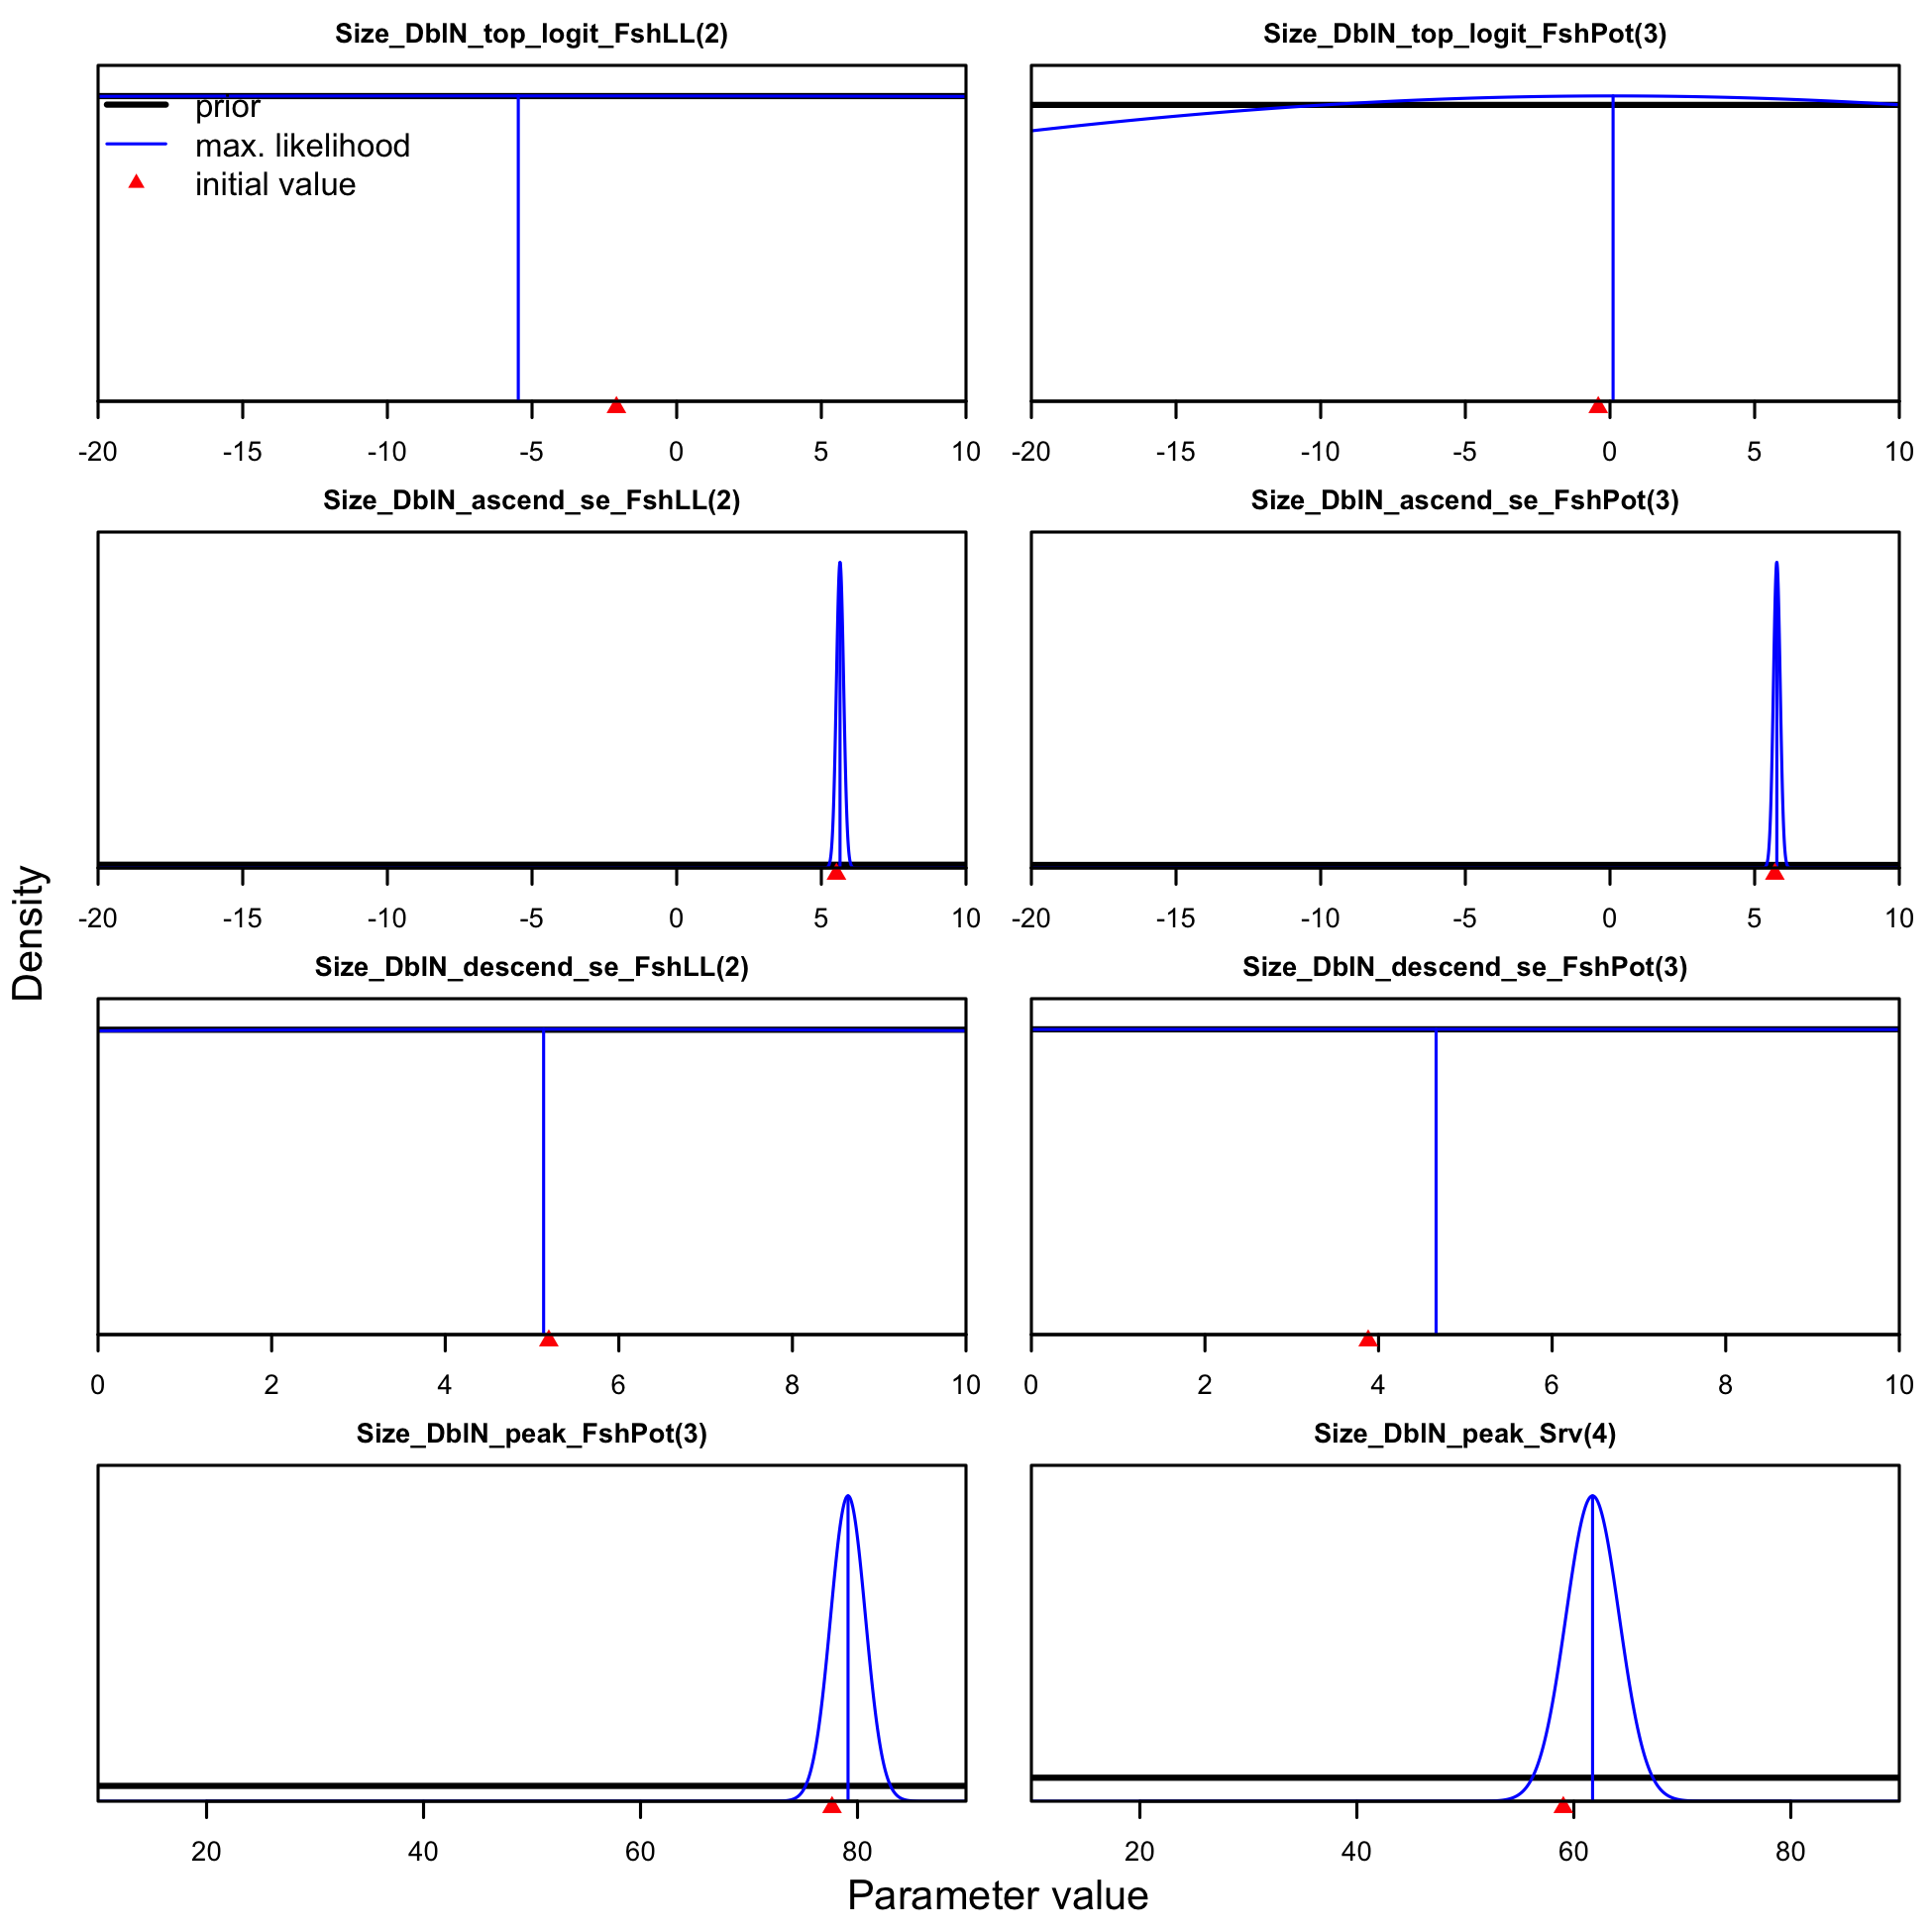 Size_DblN_top_logit_FshLL(2)
Size_DblN_top_logit_FshPot(3)
prior
max. likelihood
initial value
-20 -15 -10 -5 0 5 10
-20 -15 -10 -5 0 5 10
Size_DblN_ascend_se_FshLL(2)
Size_DblN_ascend_se_FshPot(3)
-20 -15 -10 -5 0 5 10
-20 -15 -10 -5 0 5 10
Density
Size_DblN_descend_se_FshLL(2)
Size_DblN_descend_se_FshPot(3)
0 2 4 6 8 10
0 2 4 6 8 10
Size_DblN_peak_FshPot(3)
Size_DblN_peak_Srv(4)
20 40 60 80
20 40 60 80
Parameter value